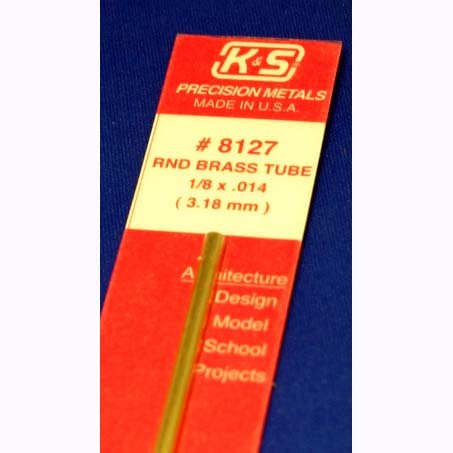 K&S
PRECISION METALS
MADE IN U.S.A.
# 8127
RND BRASS TUBE
1/8 x .014
( 3.18 mm )
Architecture
Design
Model
School
Projects